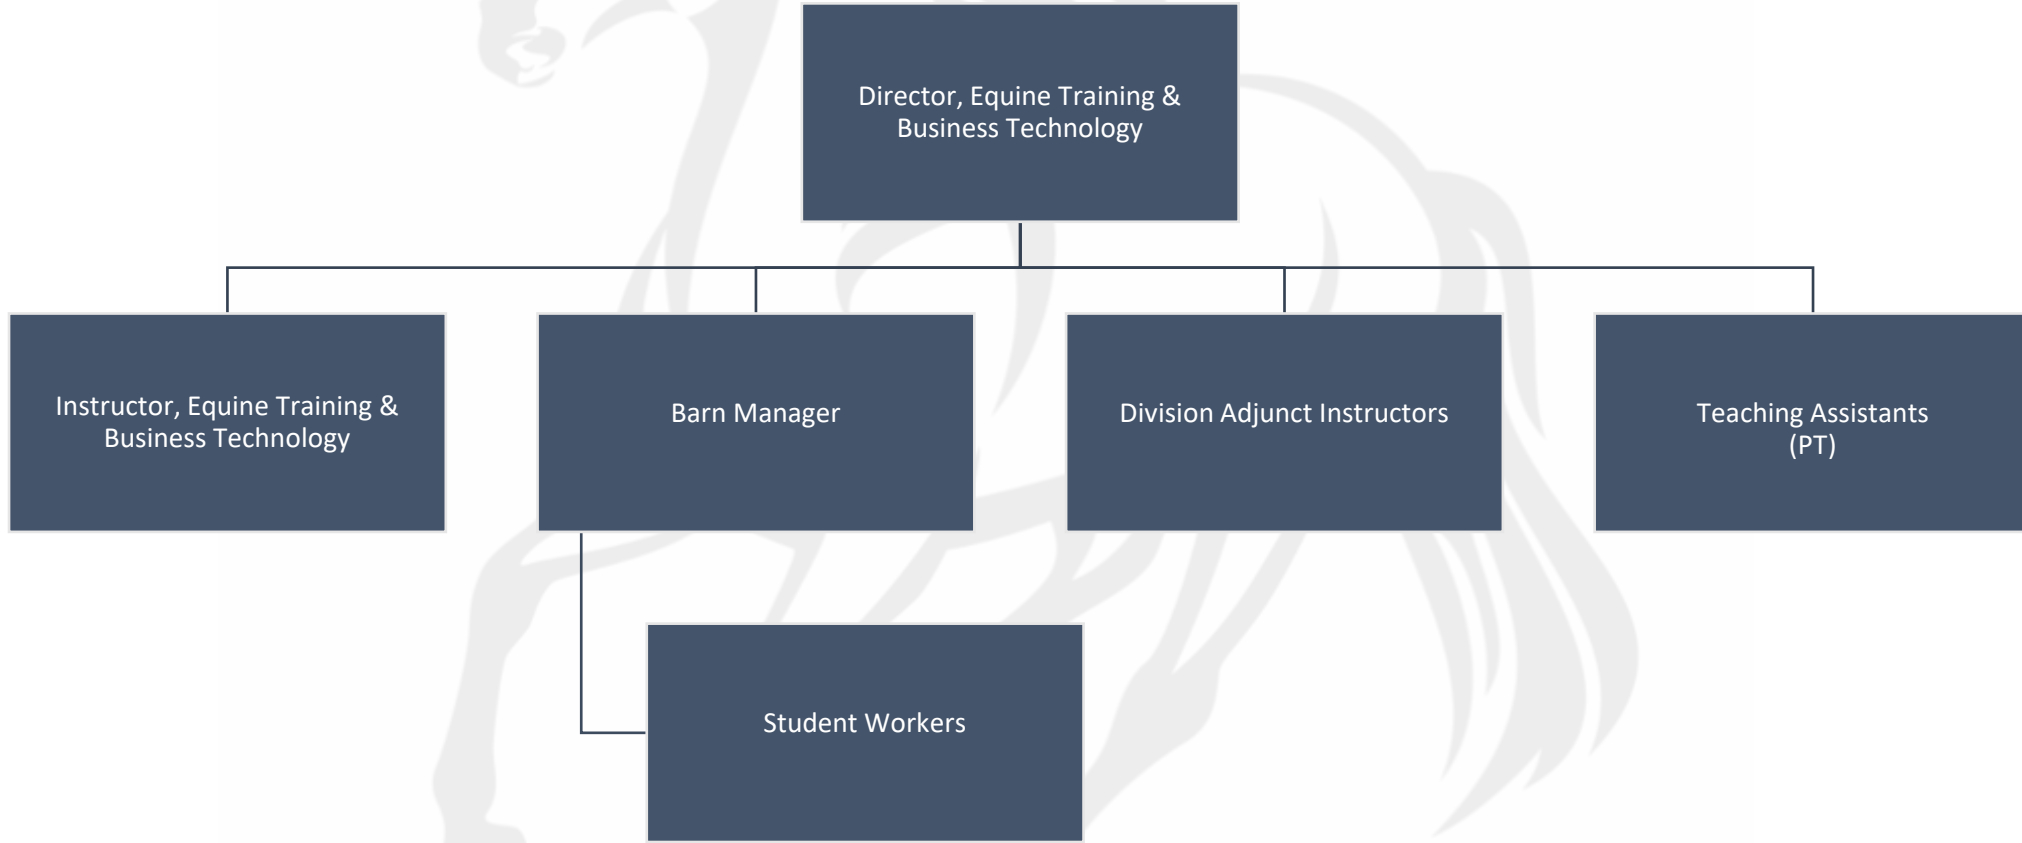 Director, Equine Training &
Business Technology
Instructor, Equine Training &
Business Technology
Barn Manager
Division Adjunct Instructors
Teaching Assistants
(PT)
Student Workers